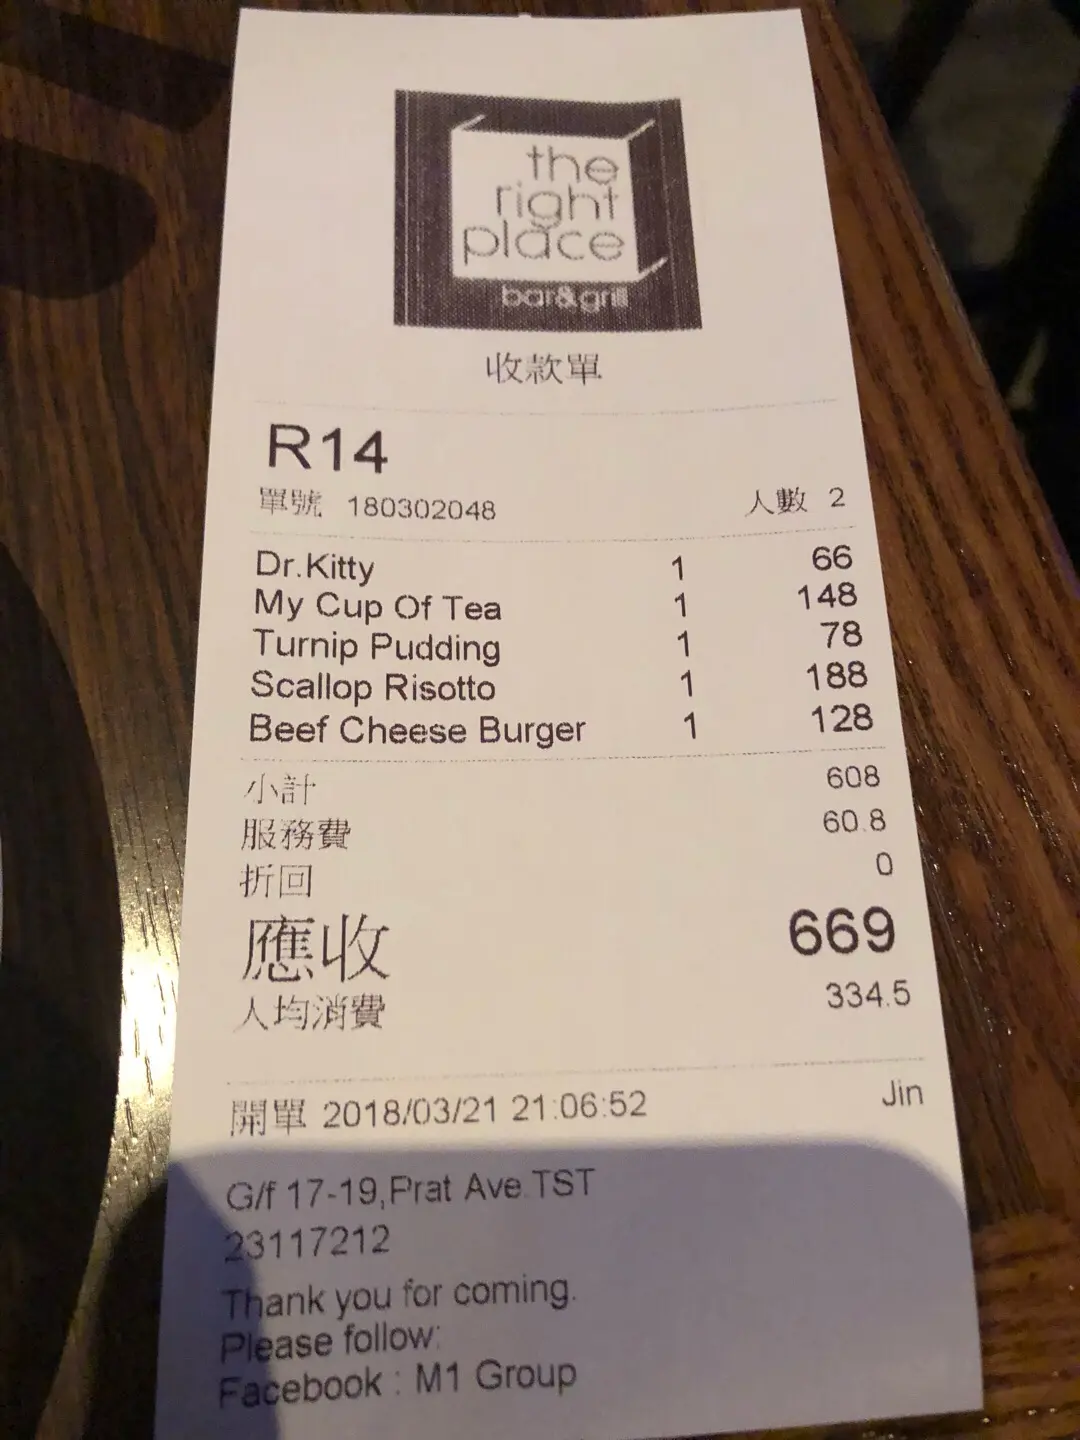 the
right
place
bar&grill
收款單
R14
單號 180302048 人數 2
Dr.Kitty 1 66
My Cup Of Tea 1 148
Turnip Pudding 1 78
Scallop Risotto 1 188
Beef Cheese Burger 1 128
小計 608
服務費 60.8
折回 0
應收 669
人均消費 334.5
開單 2018/03/21 21:06:52 Jin
G/f 17-19,Prat Ave.TST
23117212
Thank you for coming.
Please follow:
Facebook : M1 Group